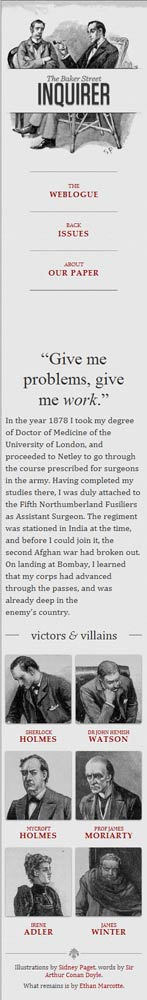 The Baker Street
INQUIRER
THE
WEBLOGUE
BACK
ISSUES
ABOUT
OUR PAPER
“Give me
problems, give
me work.”
In the year 1878 I took my degree
of Doctor of Medicine of the
University of London, and
proceeded to Netley to go through
the course prescribed for surgeons
in the army. Having completed my
studies there, I was duly attached to
the Fifth Northumberland Fusiliers
as Assistant Surgeon. The regiment
was stationed in India at the time,
and before I could join it, the
second Afghan war had broken out.
On landing at Bombay, I learned
that my corps had advanced
through the passes, and was
already deep in the
enemy’s country.
victors & villains
SHERLOCK
HOLMES
DR JOHN HEMISH
WATSON
MYCROFT
HOLMES
PROF JAMES
MORIARTY
IRENE
ADLER
JAMES
WINTER
Illustrations by Sidney Paget, words by Sir
Arthur Conan Doyle.
What remains is by Ethan Marcotte.